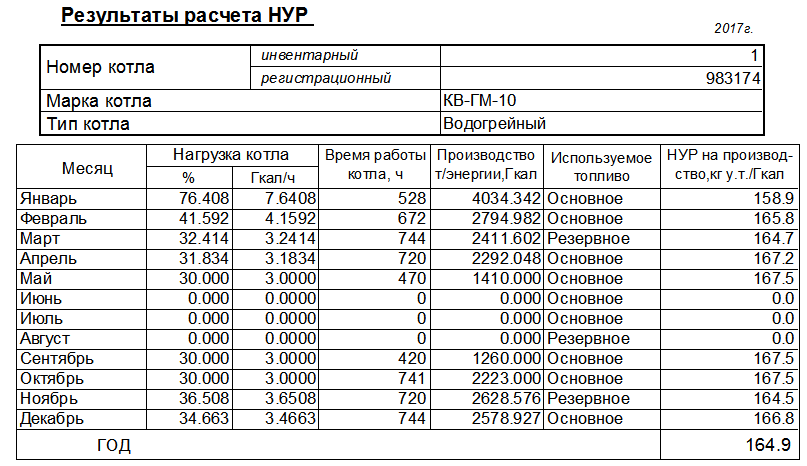 Результаты расчета НУР
2017г.
Номер котла инвентарный 1
регистрационный 983174
Марка котла КВ-ГМ-10
Тип котла Водогрейный
Месяц Нагрузка котла Время работы Производство Используемое НУР на производ-
% Гкал/ч котла, ч т/энергии,Гкал топливо ство,кг у.т./Гкал
Январь 76.408 7.6408 528 4034.342 Основное 158.9
Февраль 41.592 4.1592 672 2794.982 Основное 165.8
Март 32.414 3.2414 744 2411.602 Резервное 164.7
Апрель 31.834 3.1834 720 2292.048 Основное 167.2
Май 30.000 3.0000 470 1410.000 Основное 167.5
Июнь 0.000 0.0000 0 0.000 Основное 0.0
Июль 0.000 0.0000 0 0.000 Основное 0.0
Август 0.000 0.0000 0 0.000 Резервное 0.0
Сентябрь 30.000 3.0000 420 1260.000 Основное 167.5
Октябрь 30.000 3.0000 741 2223.000 Основное 167.5
Ноябрь 36.508 3.6508 720 2628.576 Резервное 164.5
Декабрь 34.663 3.4663 744 2578.927 Основное 166.8
ГОД 164.9